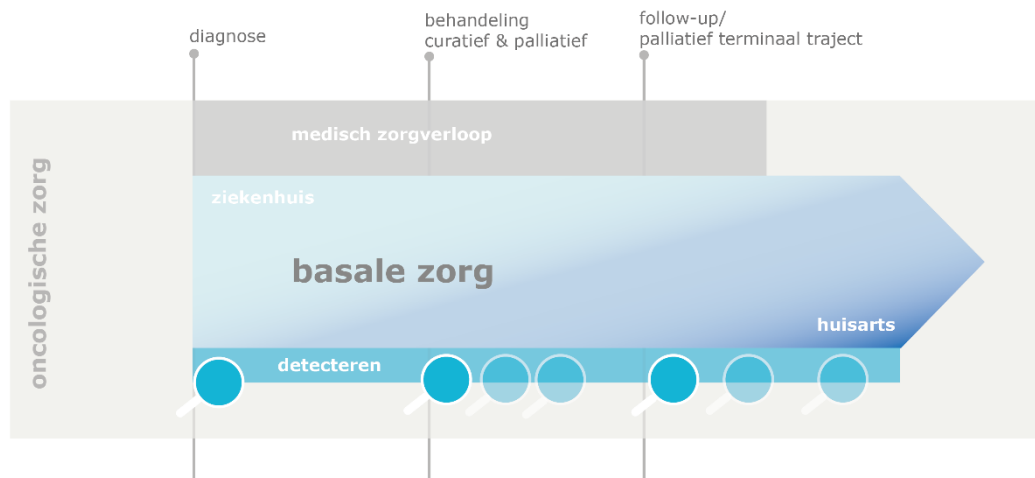 diagnose
behandeling
curatief & palliatief
follow-up/
palliatief terminaal traject
oncologische zorg
medisch zorgverloop
ziekenhuis
basale zorg
huisarts
detecteren